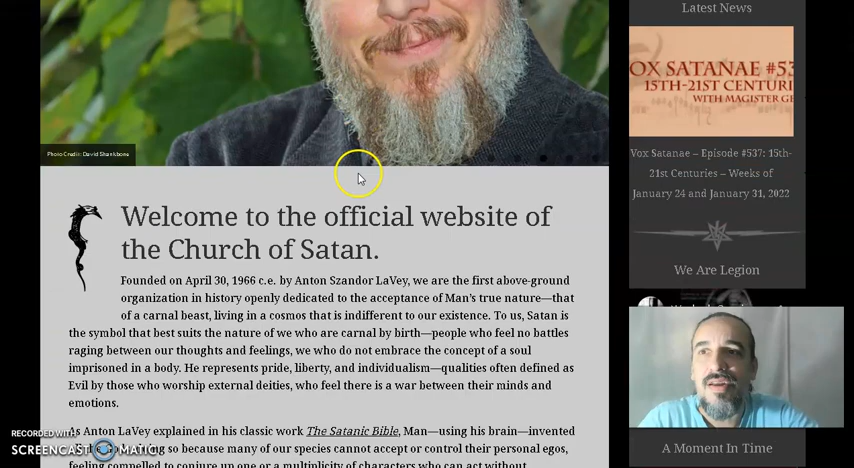 Photo Credit: David Shankbone
Welcome to the official website of
the Church of Satan.
Founded on April 30, 1966 c.e. by Anton Szandor LaVey, we are the first above-ground
organization in history openly dedicated to the acceptance of Man's true nature—that
of a carnal beast, living in a cosmos that is indifferent to our existence. To us, Satan is
the symbol that best suits the nature of we who are carnal by birth—people who feel no battles
raging between our thoughts and feelings, we who do not embrace the concept of a soul
imprisoned in a body. He represents pride, liberty, and individualism—qualities often defined as
Evil by those who worship external deities, who feel there is a war between their minds and
emotions.
As Anton LaVey explained in his classic work The Satanic Bible, Man—using his brain—invented
so because many of our species cannot accept or control their personal egos,
feeling compelled to conjure up one or a multiplicity of characters who can act without
RECORDED WITH
SCREENCAST MATIC
Latest News
OX SATANAE #53
15TH-21ST CENTURI
WITH MAGISTER GE
Vox Satanae – Episode #537: 15th-
21st Centuries – Weeks of
January 24 and January 31, 2022
We Are Legion
A Moment In Time